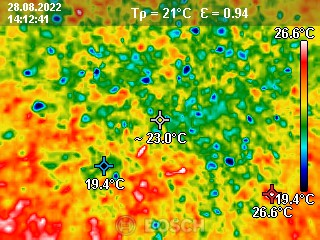 28.08.2022
14:12:41
Tp = 21°C ε = 0.94
26.6°C
~ 23.0°C
19.4°C
19.4°C
26.6°C
BOSCH